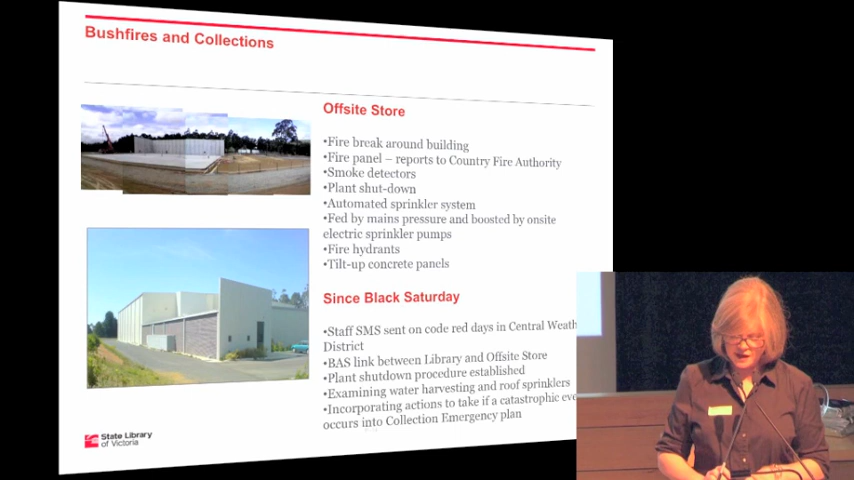 Bushfires and Collections
Offsite Store
•Fire break around building
•Fire panel – reports to Country Fire Authority
•Smoke detectors
•Plant shut-down
•Automated sprinkler system
•Fed by mains pressure and boosted by onsite
electric sprinkler pumps
•Fire hydrants
•Tilt-up concrete panels
Since Black Saturday
•Staff SMS sent on code red days in Central Weath
District
•BAS link between Library and Offsite Store
•Plant shutdown procedure established
•Examining water harvesting and roof sprinklers
•Incorporating actions to take if a catastrophic eve
occurs into Collection Emergency plan
State Library
of Victoria